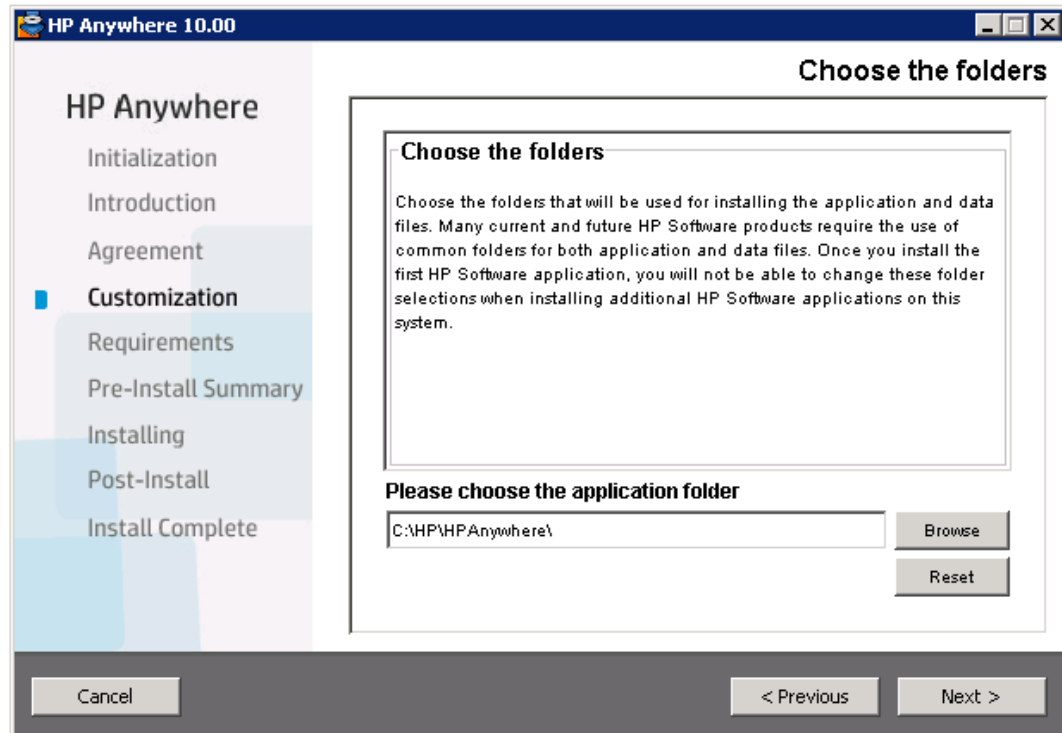 HP Anywhere 10.00
Choose the folders
HP Anywhere
Initialization
Introduction
Agreement
Customization
Requirements
Pre-Install Summary
Installing
Post-Install
Install Complete
Choose the folders
Choose the folders that will be used for installing the application and data
files. Many current and future HP Software products require the use of
common folders for both application and data files. Once you install the
first HP Software application, you will not be able to change these folder
selections when installing additional HP Software applications on this
system.
Please choose the application folder
C:\HP\HPAnywhere\
Browse
Reset
Cancel
< Previous
Next >